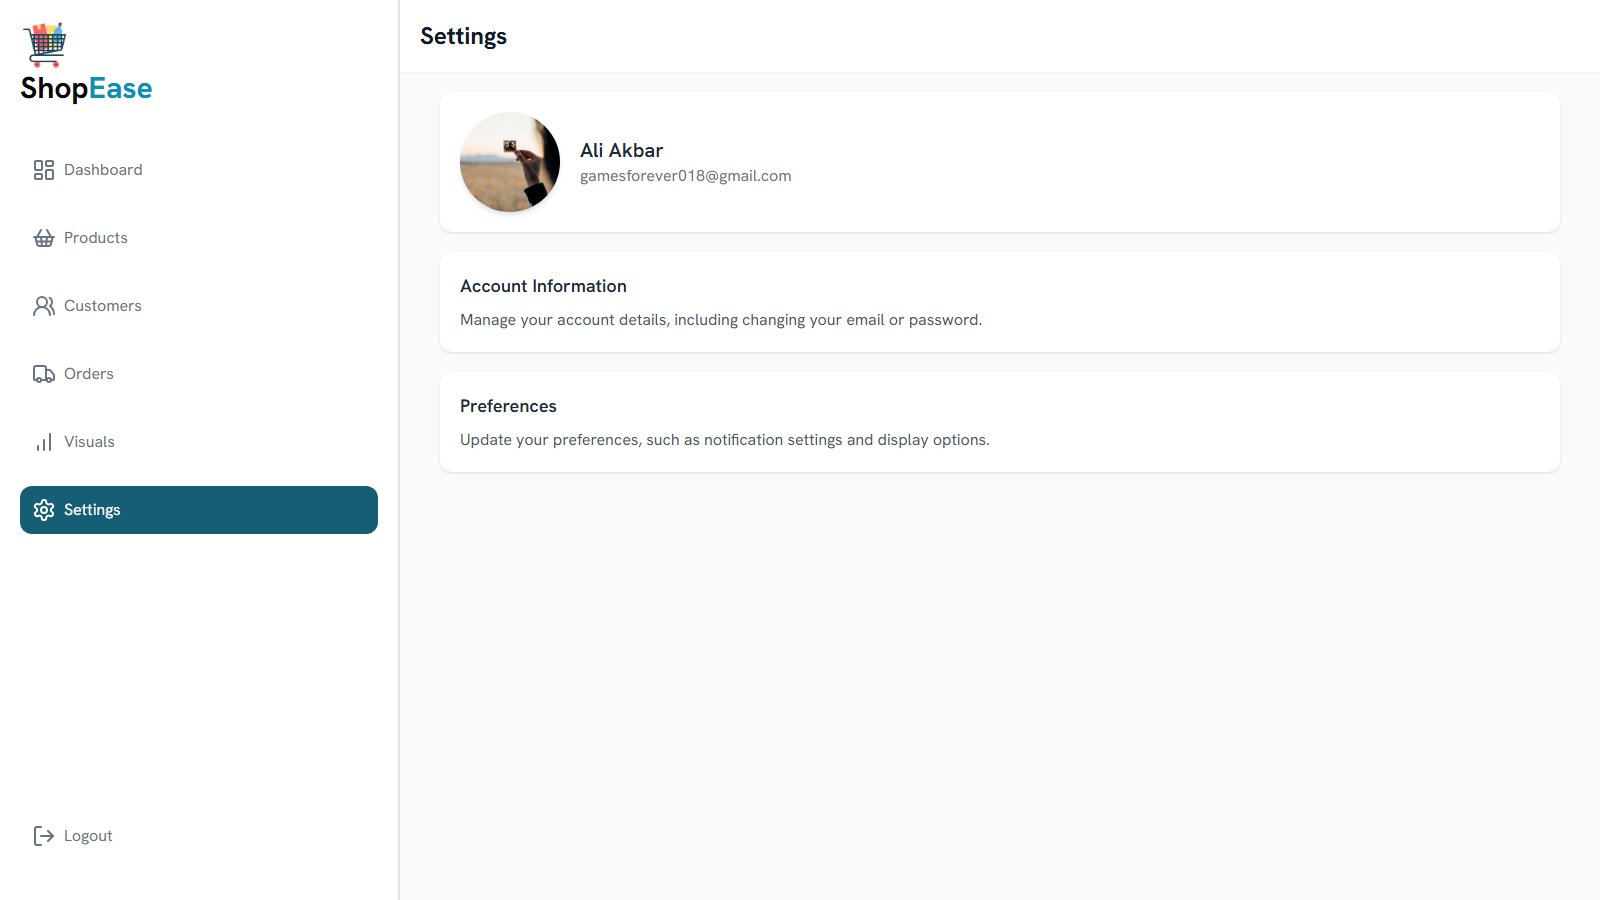 ShopEase
Dashboard
Products
Customers
Orders
Visuals
Settings
Logout
Settings
Ali Akbar
gamesforever018@gmail.com
Account Information
Manage your account details, including changing your email or password.
Preferences
Update your preferences, such as notification settings and display options.